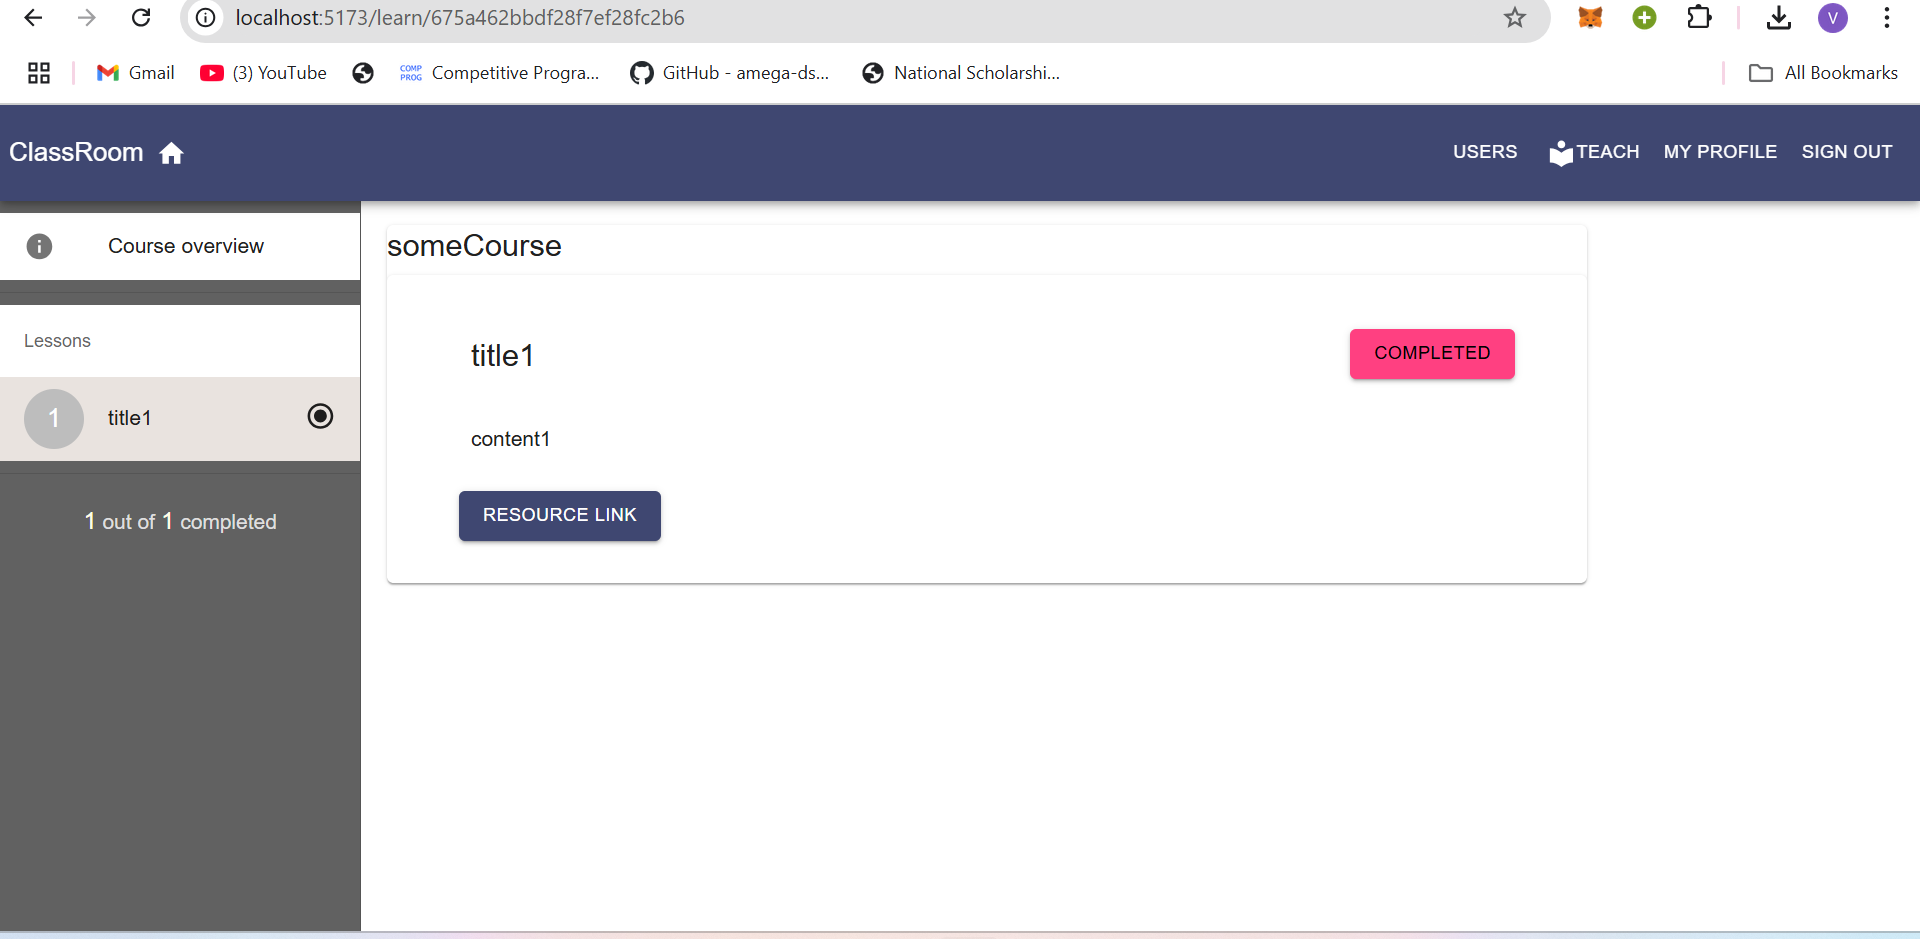 localhost:5173/learn/675a462bbdf28f7ef28fc2b6
V
Gmail
(3) YouTube
COMP PROG
Competitive Progra...
GitHub - amega-ds...
National Scholarshi...
All Bookmarks
ClassRoom
USERS
TEACH
MY PROFILE
SIGN OUT
Course overview
someCourse
Lessons
title1
COMPLETED
1
title1
content1
RESOURCE LINK
1 out of 1 completed